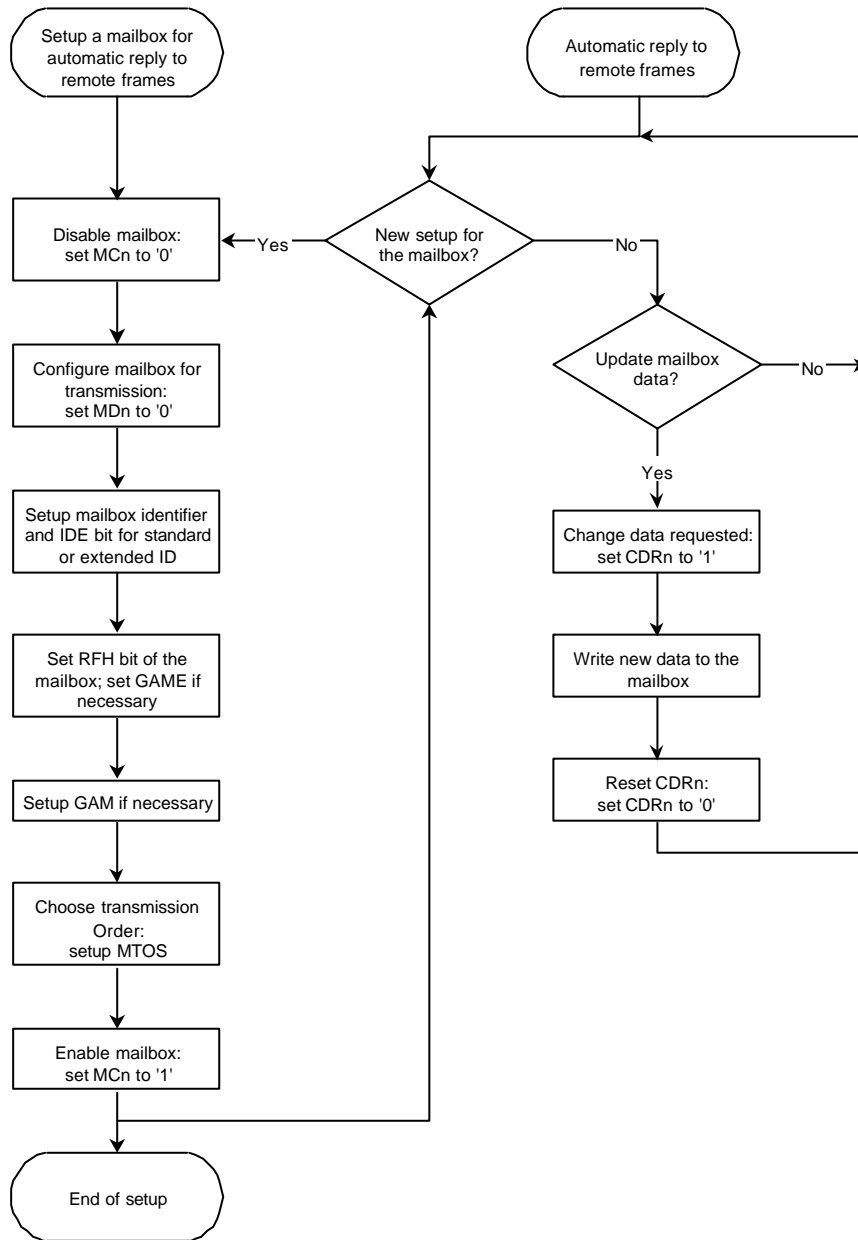 Setup a mailbox for
automatic reply to
remote frames
Disable mailbox:
set MCn to '0'
Configure mailbox for
transmission:
set MDn to '0'
Setup mailbox identifier
and IDE bit for standard
or extended ID
Set RFH bit of the
mailbox; set GAME if
necessary
Setup GAM if necessary
Choose transmission
Order:
setup MTOS
Enable mailbox:
set MCn to '1'
End of setup
Automatic reply to
remote frames
New setup for
the mailbox?
Yes
No
Update mailbox
data?
No
Yes
Change data requested:
set CDRn to '1'
Write new data to the
mailbox
Reset CDRn:
set CDRn to '0'